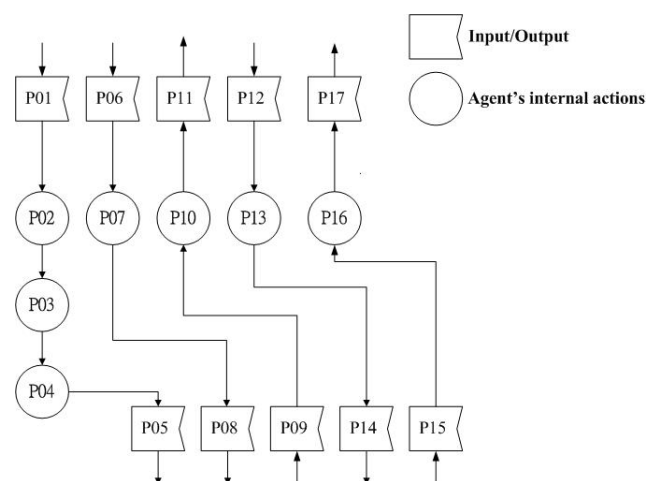 Input/Output
Agent's internal actions
P01 P06 P11 P12 P17
P02 P07 P10 P13 P16
P03
P04
P05 P08 P09 P14 P15